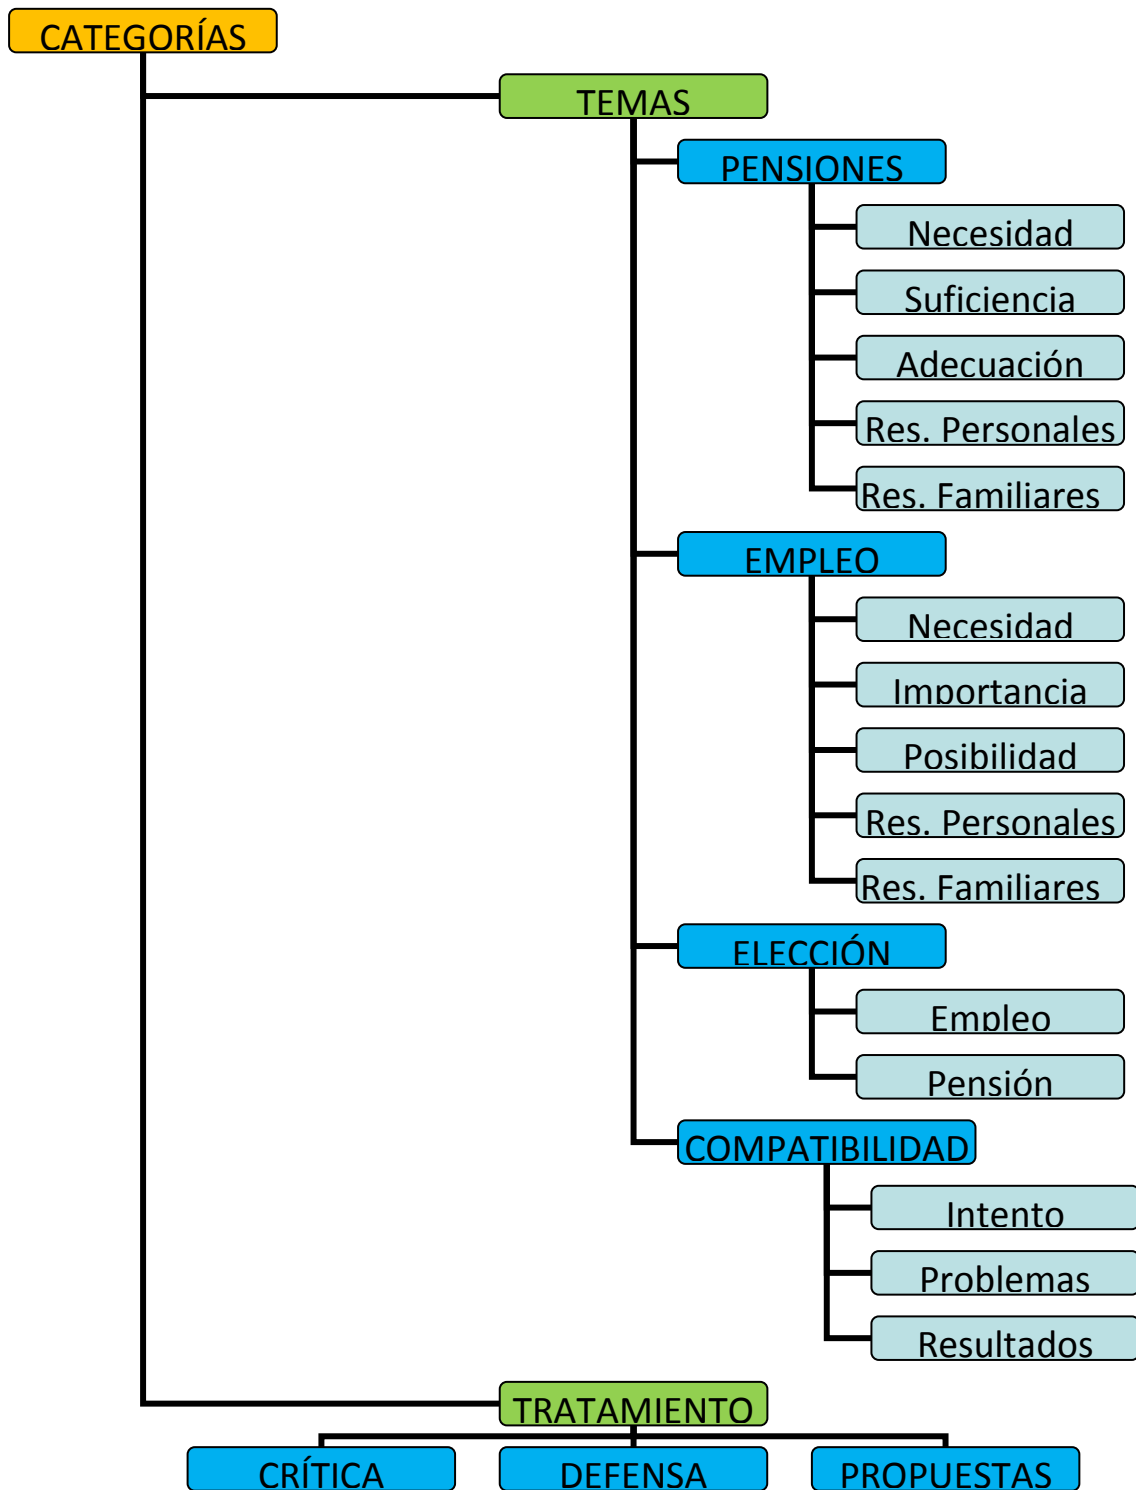 CATEGORÍAS
TEMAS
PENSIONES
Necesidad
Suficiencia
Adecuación
Res. Personales
Res. Familiares
EMPLEO
Necesidad
Importancia
Posibilidad
Res. Personales
Res. Familiares
ELECCIÓN
Empleo
Pensión
COMPATIBILIDAD
Intento
Problemas
Resultados
TRATAMIENTO
CRÍTICA DEFENSA PROPUESTAS